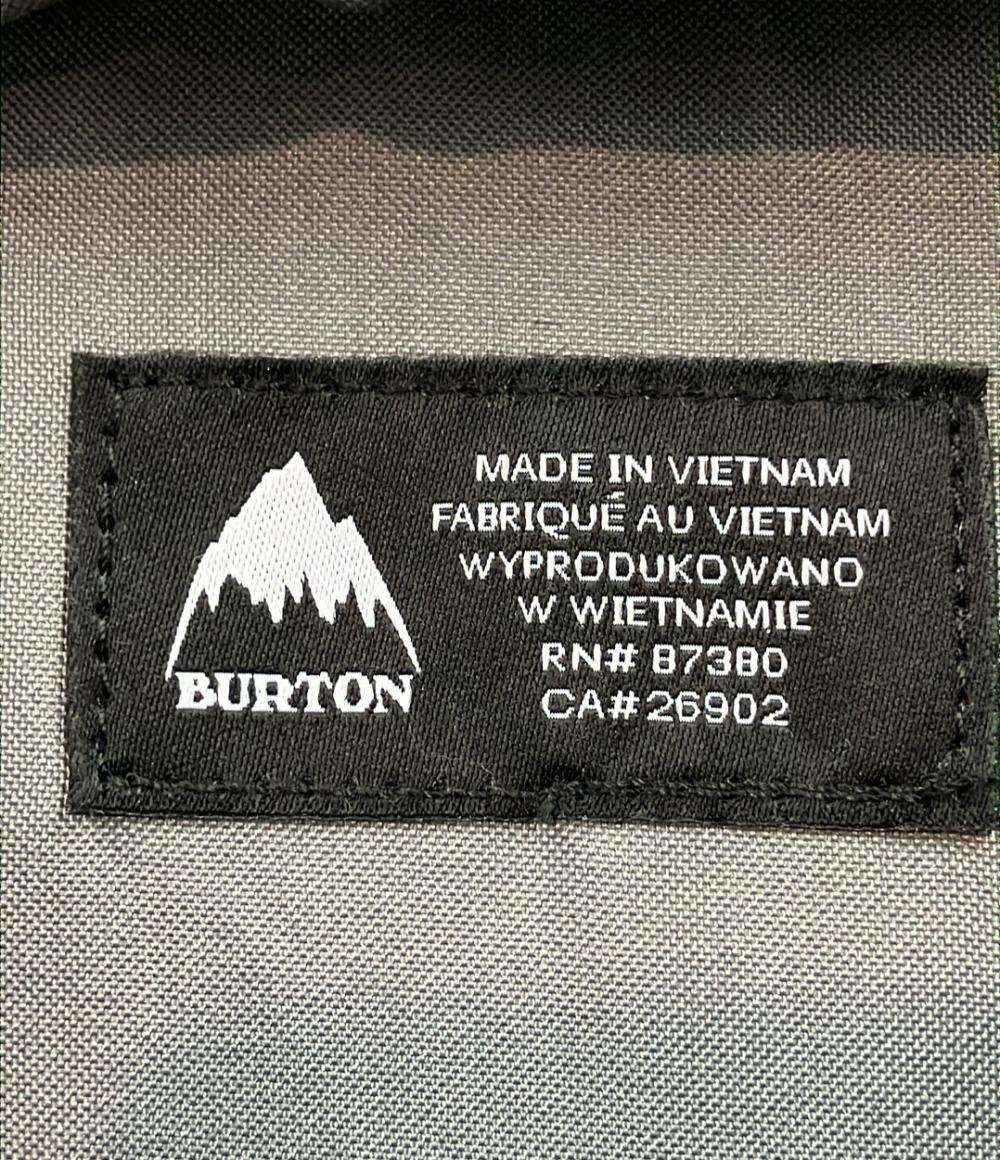 BURTON
MADE IN VIETNAM
FABRIQUÉ AU VIETNAM
WYPRODUKOWANO
W WIETNAMIE
RN# 87380
CA#26902